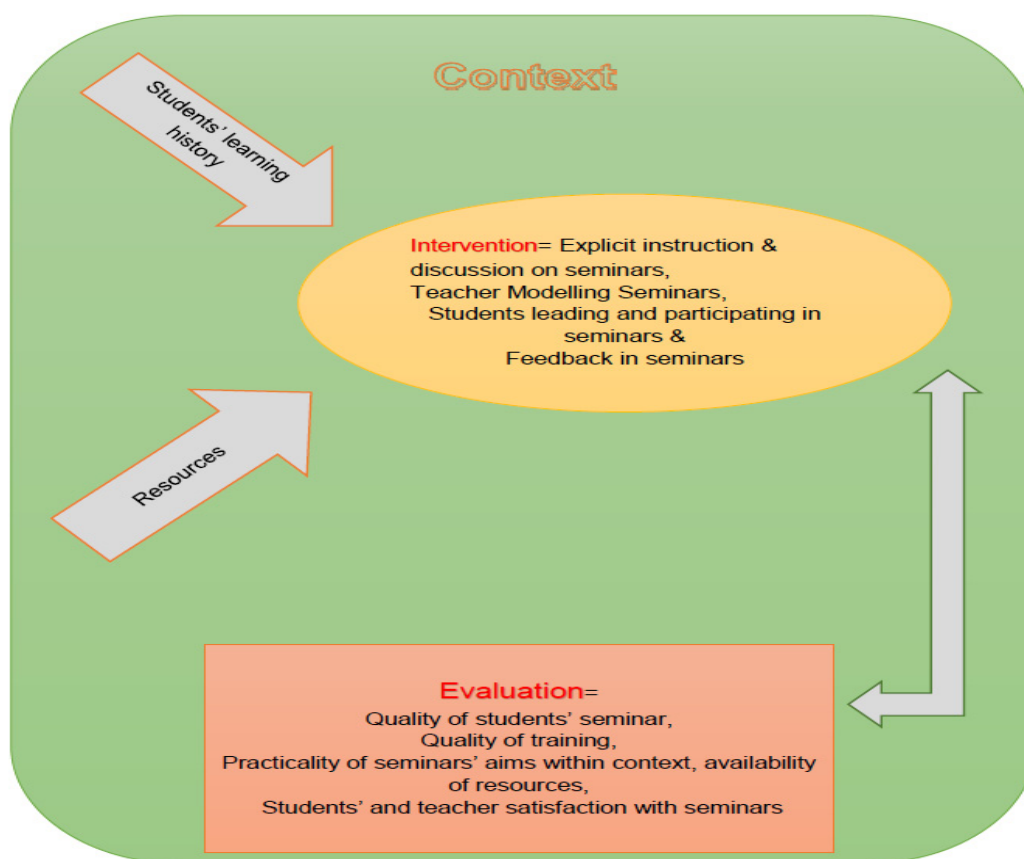 Context
Students' learning
history
Intervention= Explicit instruction &
discussion on seminars,
Teacher Modelling Seminars,
Students leading and participating in
seminars &
Feedback in seminars
Resources
Evaluation=
Quality of students' seminar,
Quality of training,
Practicality of seminars' aims within context, availability
of resources,
Students' and teacher satisfaction with seminars